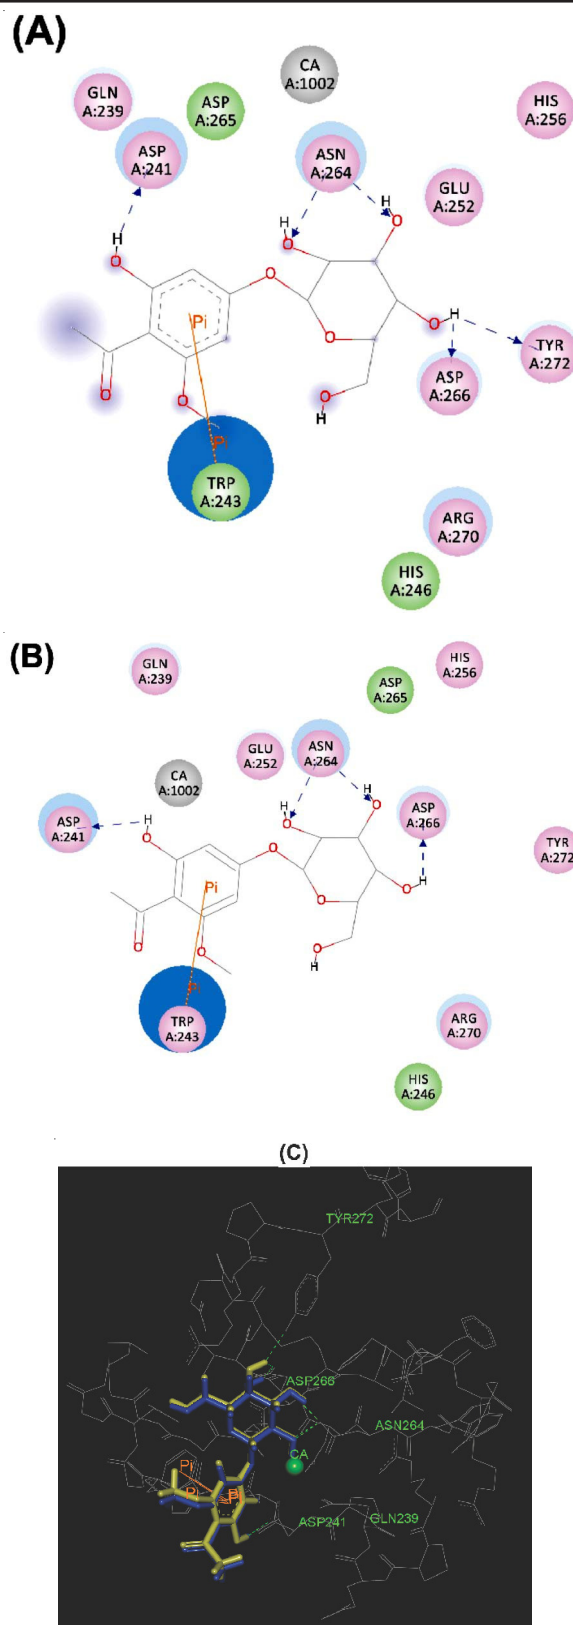 (A)
CA
A:1002
GLN
A:239
ASP
A:265
HIS
A:256
ASP
A:241
ASN
A:264
GLU
A:252
H
H
H
O
O
O
O
Pi
O
O
H
TYR
A:272
O
O
O
H
ASP
A:266
Pi
TRP
A:243
ARG
A:270
HIS
A:246
(B)
GLN
A:239
HIS
A:256
ASP
A:265
GLU
A:252
ASN
A:264
CA
A:1002
ASP
A:241
H
H
H
O
O
O
O
ASP
A:266
TYR
A:272
Pi
O
O
H
O
O
O
H
Pi
TRP
A:243
ARG
A:270
HIS
A:246
(C)
TYR272
ASP266
ASN264
CA
Pi
Pi
ASP241
GLN239